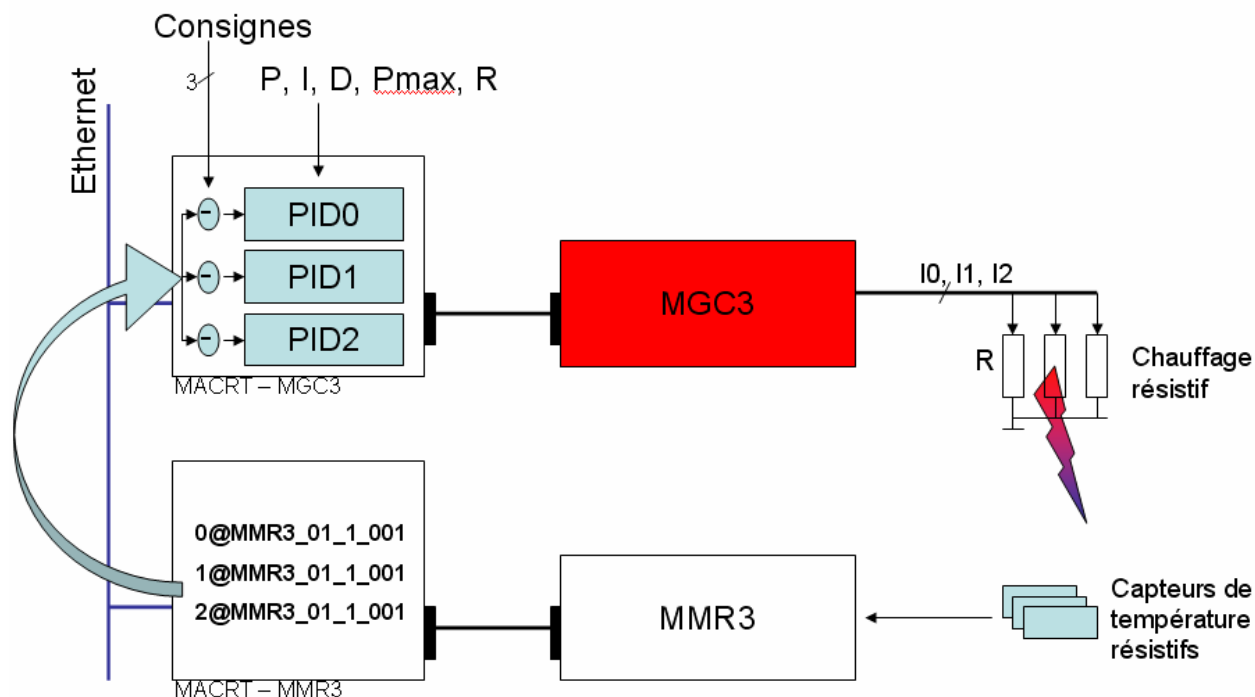 Consignes
3
P, I, D, Pmax, R
Ethernet
PID0
PID1
PID2
MACRT – MGC3
MGC3
I0, I1, I2
R
Chauffage
résistif
0@MMR3_01_1_001
1@MMR3_01_1_001
2@MMR3_01_1_001
MACRT – MMR3
MMR3
Capteurs de
température
résistifs